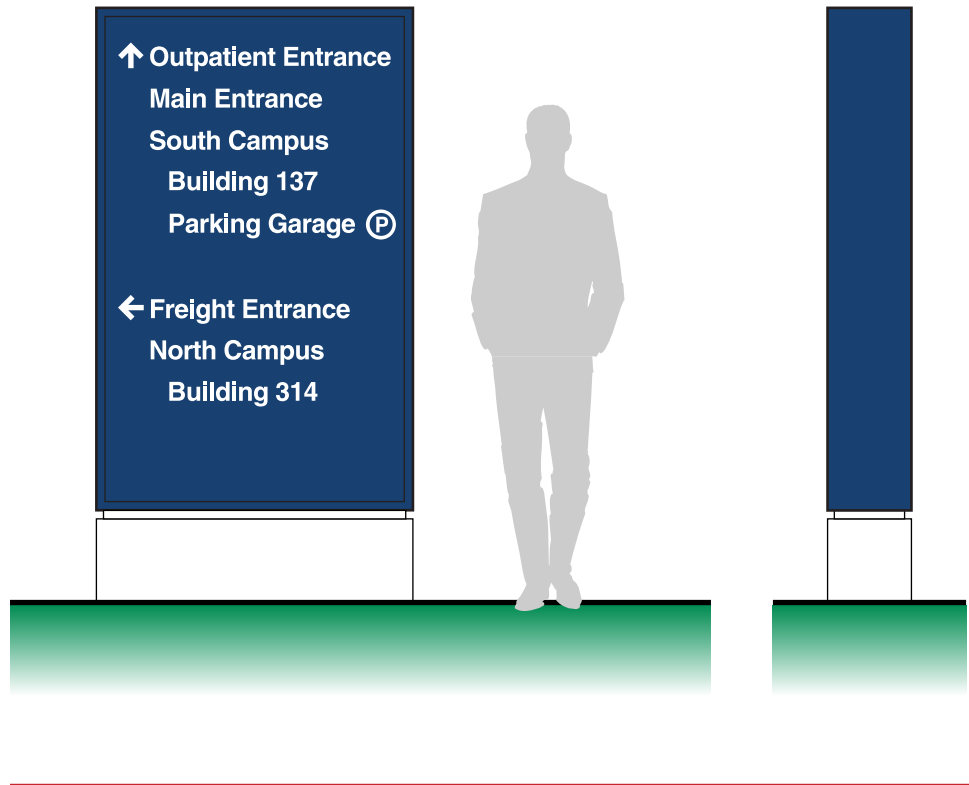 ↑ Outpatient Entrance
Main Entrance
South Campus
Building 137
Parking Garage Ⓟ
← Freight Entrance
North Campus
Building 314